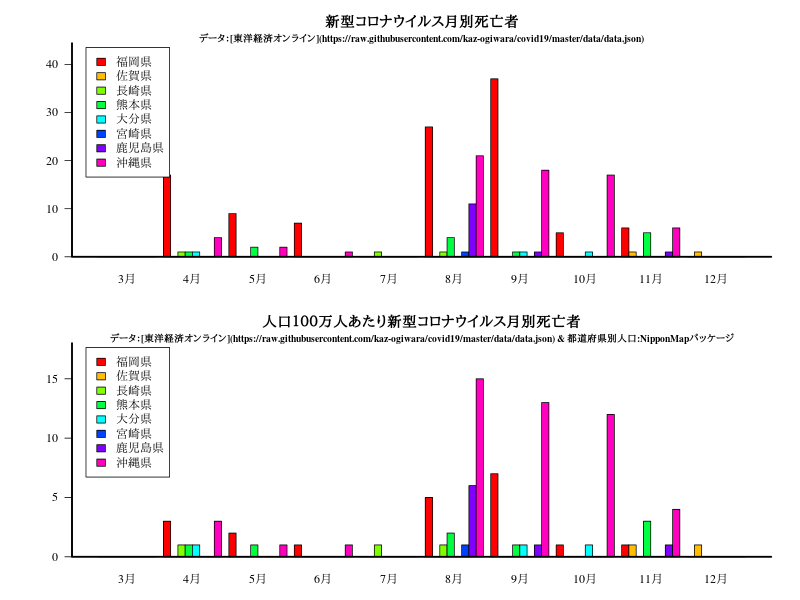 新型コロナウイルス月別死亡者
データ:[東洋経済オンライン](https://raw.githubusercontent.com/kaz-ogiwara/covid19/master/data/data.json)
福岡県
佐賀県
長崎県
熊本県
大分県
宮崎県
鹿児島県
沖縄県
40
30
20
10
0
3月 4月 5月 6月 7月 8月 9月 10月 11月 12月
人口100万人あたり新型コロナウイルス月別死亡者
データ:[東洋経済オンライン](https://raw.githubusercontent.com/kaz-ogiwara/covid19/master/data/data.json) & 都道府県別人口:NipponMapパッケージ
福岡県
佐賀県
長崎県
熊本県
大分県
宮崎県
鹿児島県
沖縄県
15
10
5
0
3月 4月 5月 6月 7月 8月 9月 10月 11月 12月